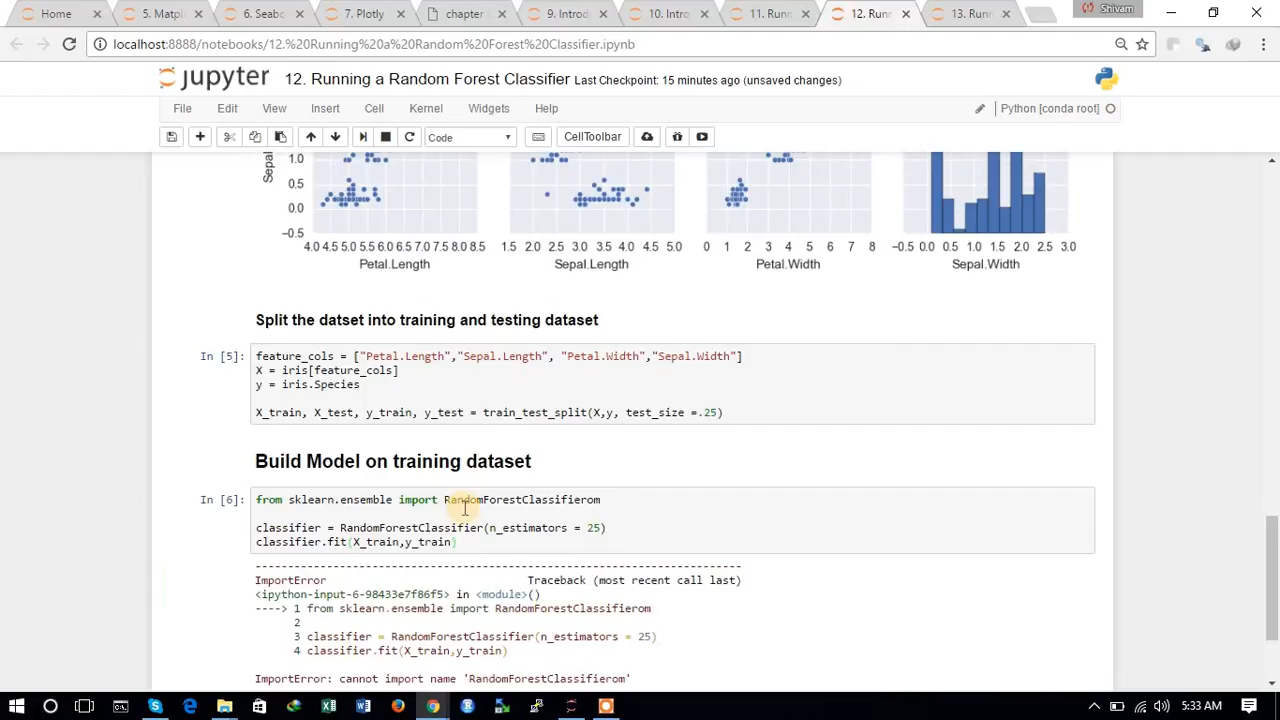 Home
5. Matpl
6. Seabo
7. Plotly
chapter
9. Introd
10. Intro
11. Runn
12. Runn
13. Runn
Shivam
localhost:8888/notebooks/12.%20Running%20a%20Random%20Forest%20Classifier.ipynb
jupyter 12. Running a Random Forest Classifier Last Checkpoint: 15 minutes ago (unsaved changes)
File Edit View Insert Cell Kernel Widgets Help Python [conda root]
Code CellToolbar
Sepal
1.0
0.5
0.0
−0.5
4.0 4.5 5.0 5.5 6.0 6.5 7.0 7.5 8.0 8.5 1.5 2.0 2.5 3.0 3.5 4.0 4.5 5.0 0 1 2 3 4 5 6 7 8 −0.5 0.0 0.5 1.0 1.5 2.0 2.5 3.0
Petal.Length Sepal.Length Petal.Width Sepal.Width
Split the datset into training and testing dataset
In [5]: feature_cols = ["Petal.Length","Sepal.Length", "Petal.Width","Sepal.Width"]
X = iris[feature_cols]
y = iris.Species
X_train, X_test, y_train, y_test = train_test_split(X,y, test_size =.25)
Build Model on training dataset
In [6]: from sklearn.ensemble import RandomForestClassifierom
classifier = RandomForestClassifier(n_estimators = 25)
classifier.fit(X_train,y_train)
---------------------------------------------------------------------------
ImportError Traceback (most recent call last)
<ipython-input-6-98433e7f86f5> in <module>()
----> 1 from sklearn.ensemble import RandomForestClassifierom
2
3 classifier = RandomForestClassifier(n_estimators = 25)
4 classifier.fit(X_train,y_train)
ImportError: cannot import name 'RandomForestClassifierom'
5:33 AM